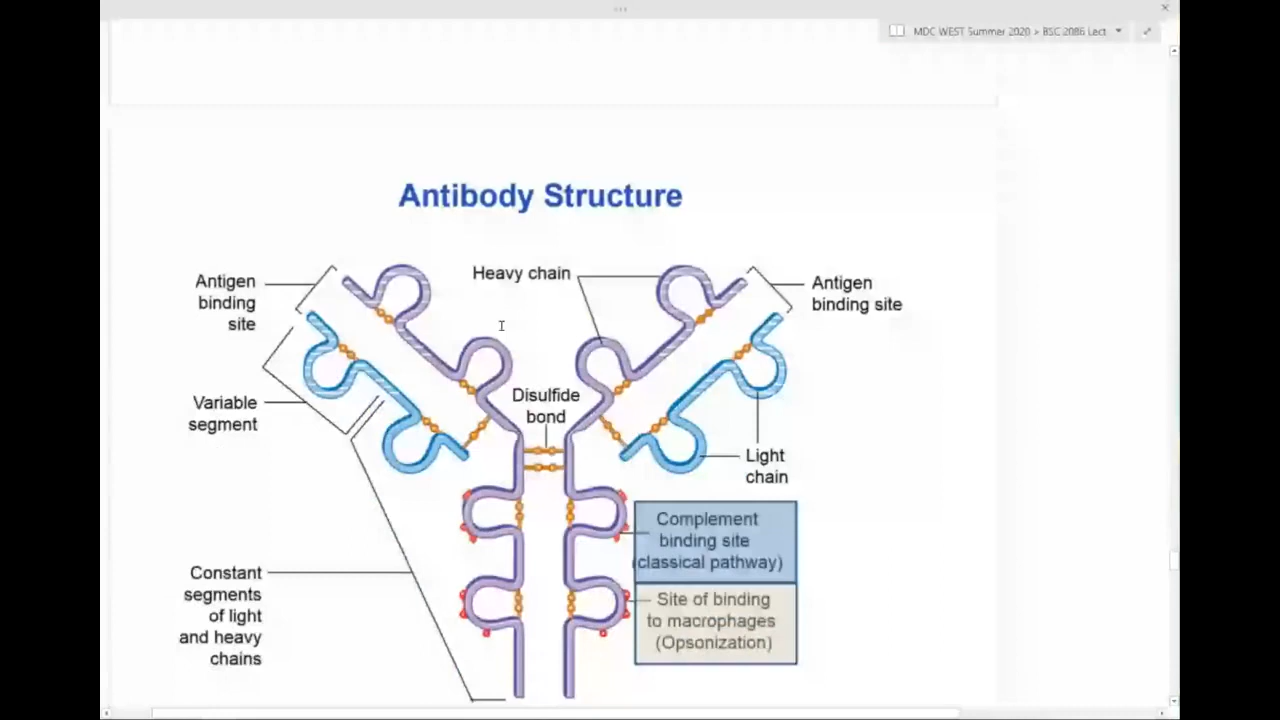 MDC WEST Summer 2020 > BSC 2086 Lect
Antibody Structure
Antigen
binding
site
Heavy chain
Antigen
binding site
Variable
segment
Disulfide
bond
Light
chain
Complement
binding site
(classical pathway)
Constant
segments
of light
and heavy
chains
Site of binding
to macrophages
(Opsonization)